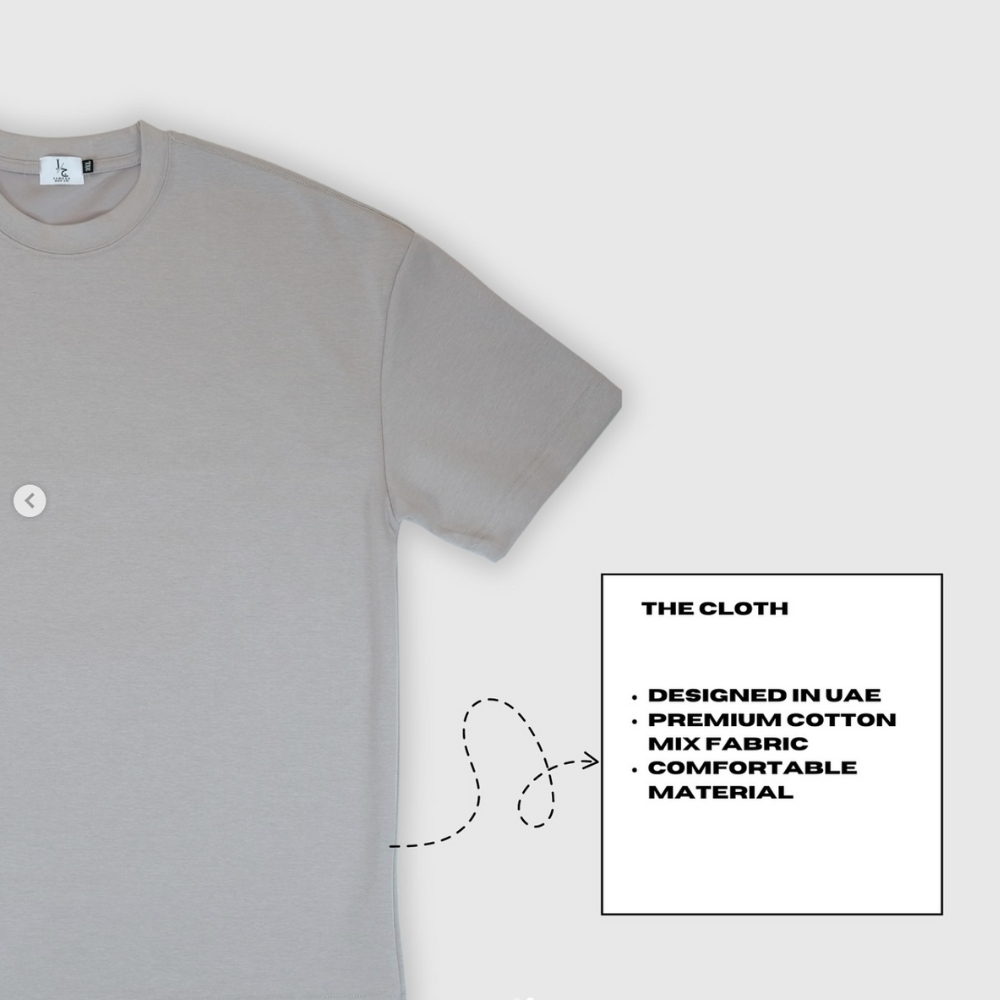 THE CLOTH
• DESIGNED IN UAE
• PREMIUM COTTON
MIX FABRIC
• COMFORTABLE
MATERIAL